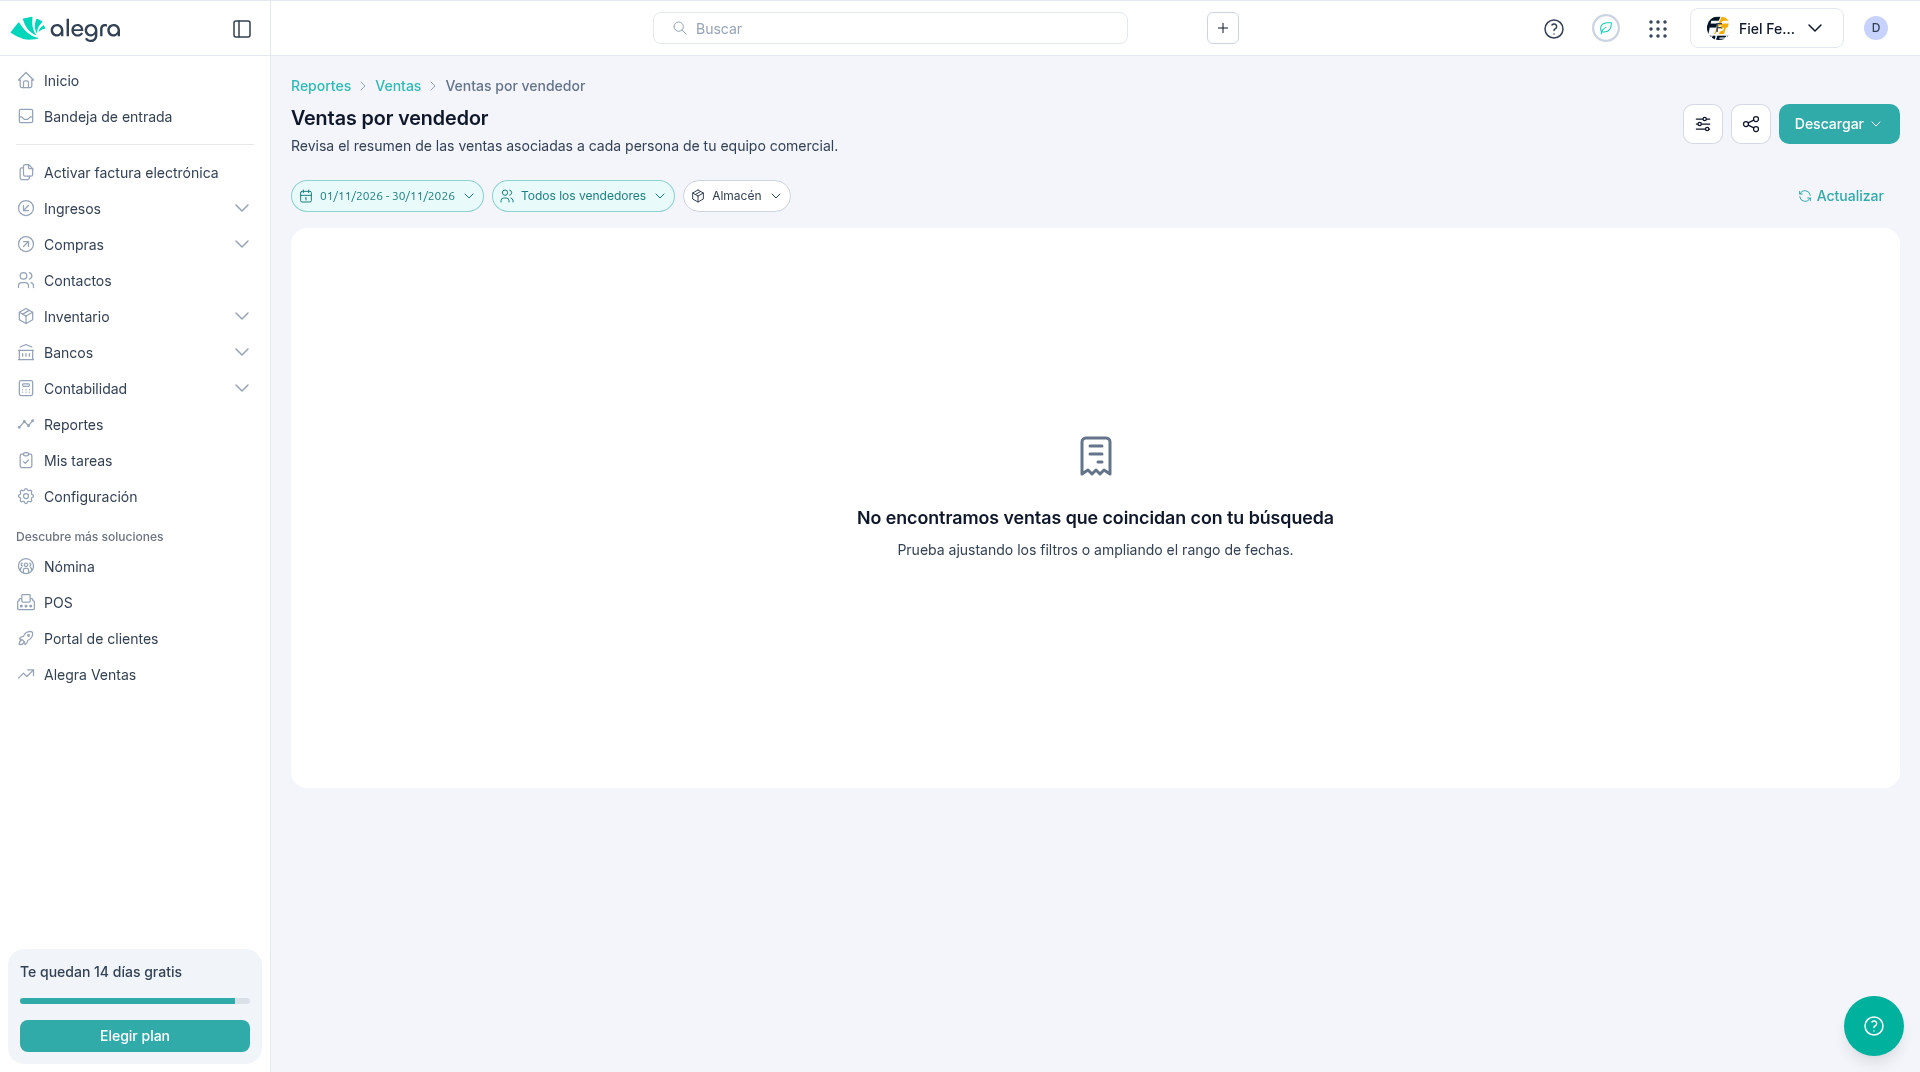 alegra
Buscar
Fiel Fe...
D
Inicio
Bandeja de entrada
Activar factura electrónica
Ingresos
Compras
Contactos
Inventario
Bancos
Contabilidad
Reportes
Mis tareas
Configuración
Descubre más soluciones
Nómina
POS
Portal de clientes
Alegra Ventas
Te quedan 14 días gratis
Elegir plan
Reportes > Ventas > Ventas por vendedor
Ventas por vendedor
Revisa el resumen de las ventas asociadas a cada persona de tu equipo comercial.
Descargar
01/11/2026 - 30/11/2026
Todos los vendedores
Almacén
Actualizar
No encontramos ventas que coincidan con tu búsqueda
Prueba ajustando los filtros o ampliando el rango de fechas.